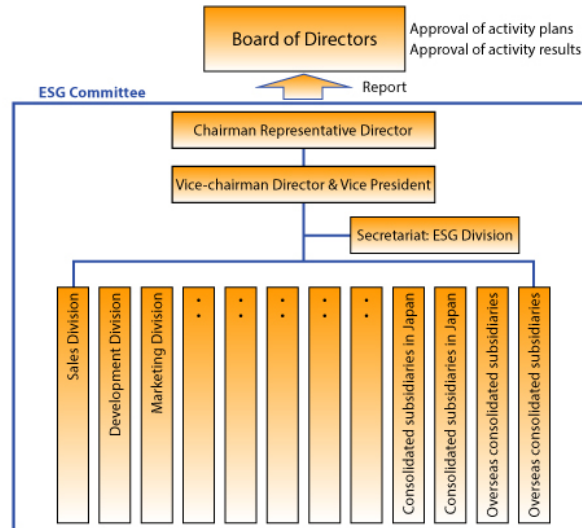 Board of Directors
Approval of activity plans
Approval of activity results
Report
ESG Committee
Chairman Representative Director
Vice-chairman Director & Vice President
Secretariat: ESG Division
Sales Division
Development Division
Marketing Division
:
:
:
:
:
Consolidated subsidiaries in Japan
Consolidated subsidiaries in Japan
Overseas consolidated subsidiaries
Overseas consolidated subsidiaries